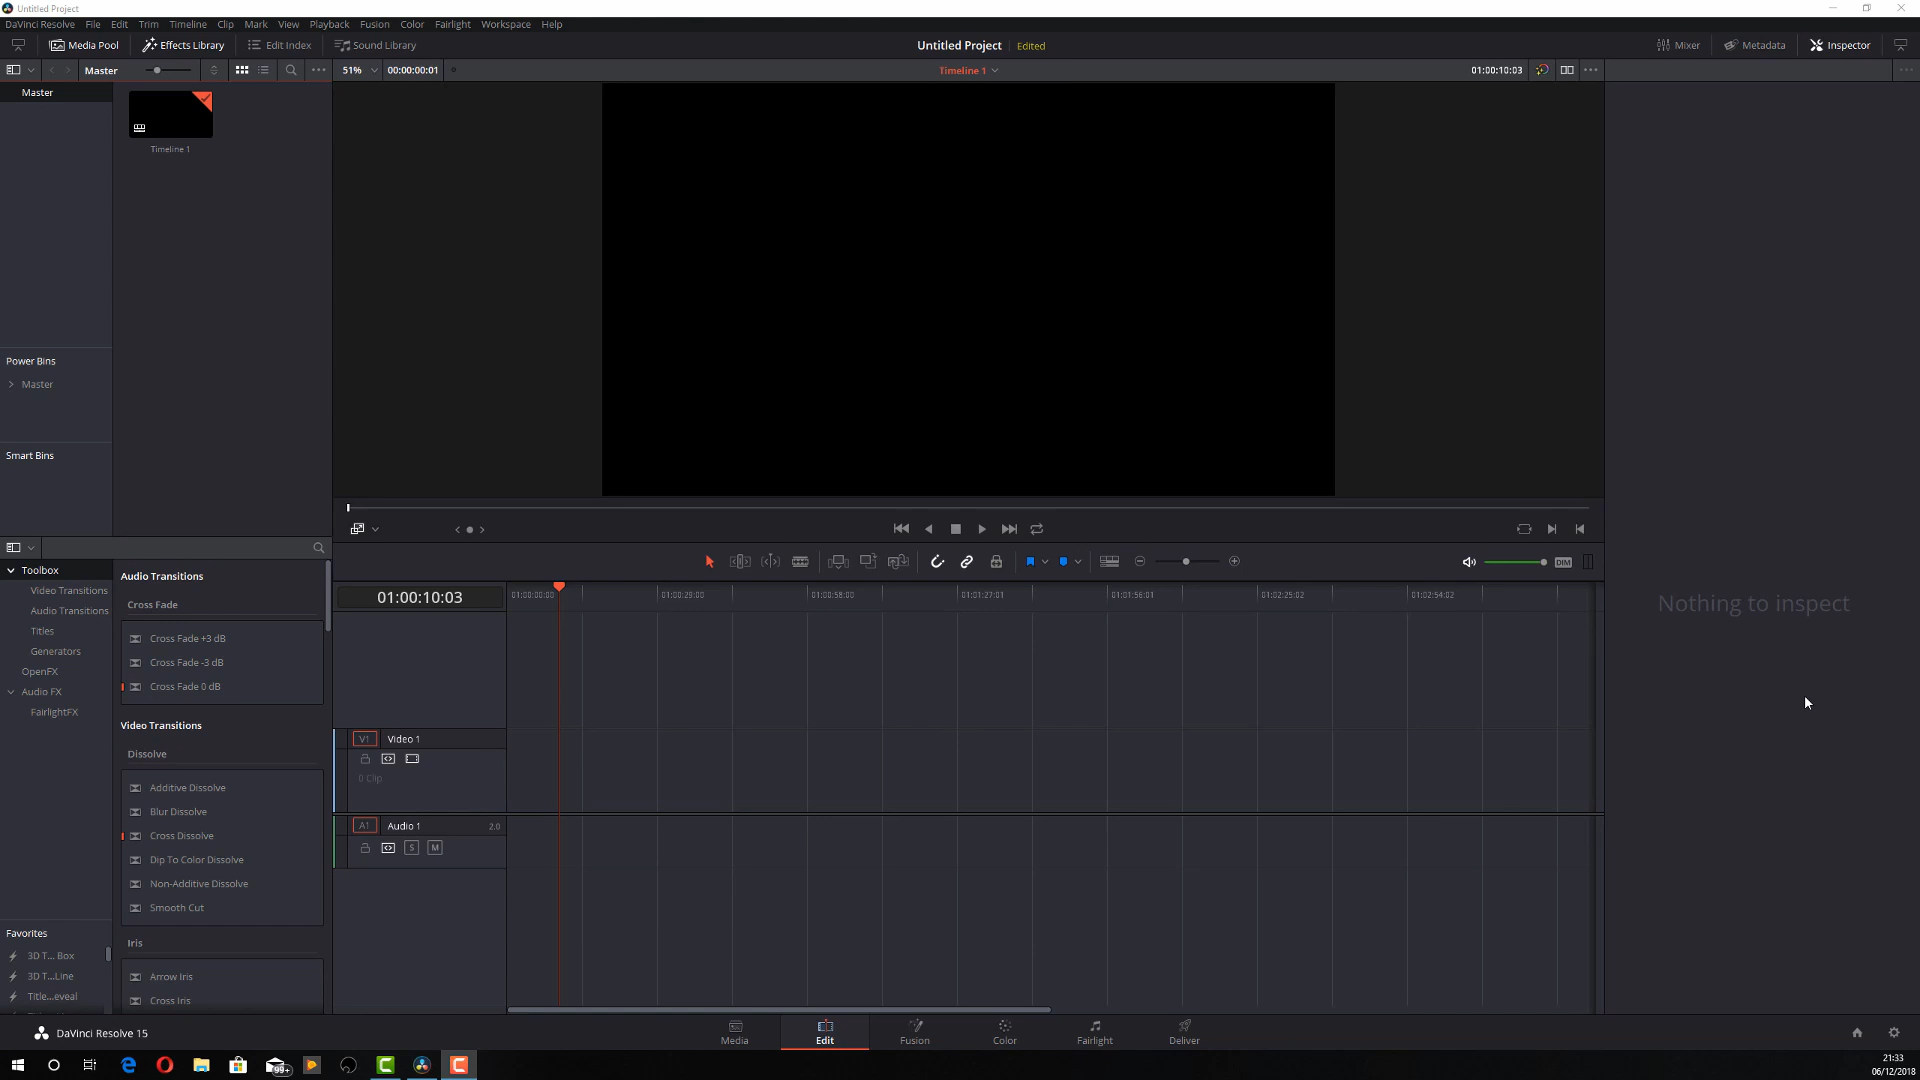 Untitled Project
DaVinci Resolve File Edit Trim Timeline Clip Mark View Playback Fusion Color Fairlight Workspace Help
Media Pool Effects Library Edit Index Sound Library Untitled Project Edited Mixer Metadata Inspector
Master 51% 00:00:00:01 Timeline 1 01:00:10:03
Master
Timeline 1
Power Bins
Master
Smart Bins
Toolbox
Video Transitions
Audio Transitions
Titles
Generators
OpenFX
Audio FX
FairlightFX
Favorites
3D T... Box
3D T...Line
Title...eveal
Audio Transitions
Cross Fade
Cross Fade +3 dB
Cross Fade -3 dB
Cross Fade 0 dB
Video Transitions
Dissolve
Additive Dissolve
Blur Dissolve
Cross Dissolve
Dip To Color Dissolve
Non-Additive Dissolve
Smooth Cut
Iris
Arrow Iris
Cross Iris
DIM
01:00:10:03 01:00:00:00 01:00:29:00 01:00:58:00 01:01:27:01 01:01:56:01 01:02:25:02 01:02:54:02
V1 Video 1
0 Clip
A1 Audio 1 2.0
S M
Nothing to inspect
DaVinci Resolve 15
Media Edit Fusion Color Fairlight Deliver
99+
21:33
06/12/2018